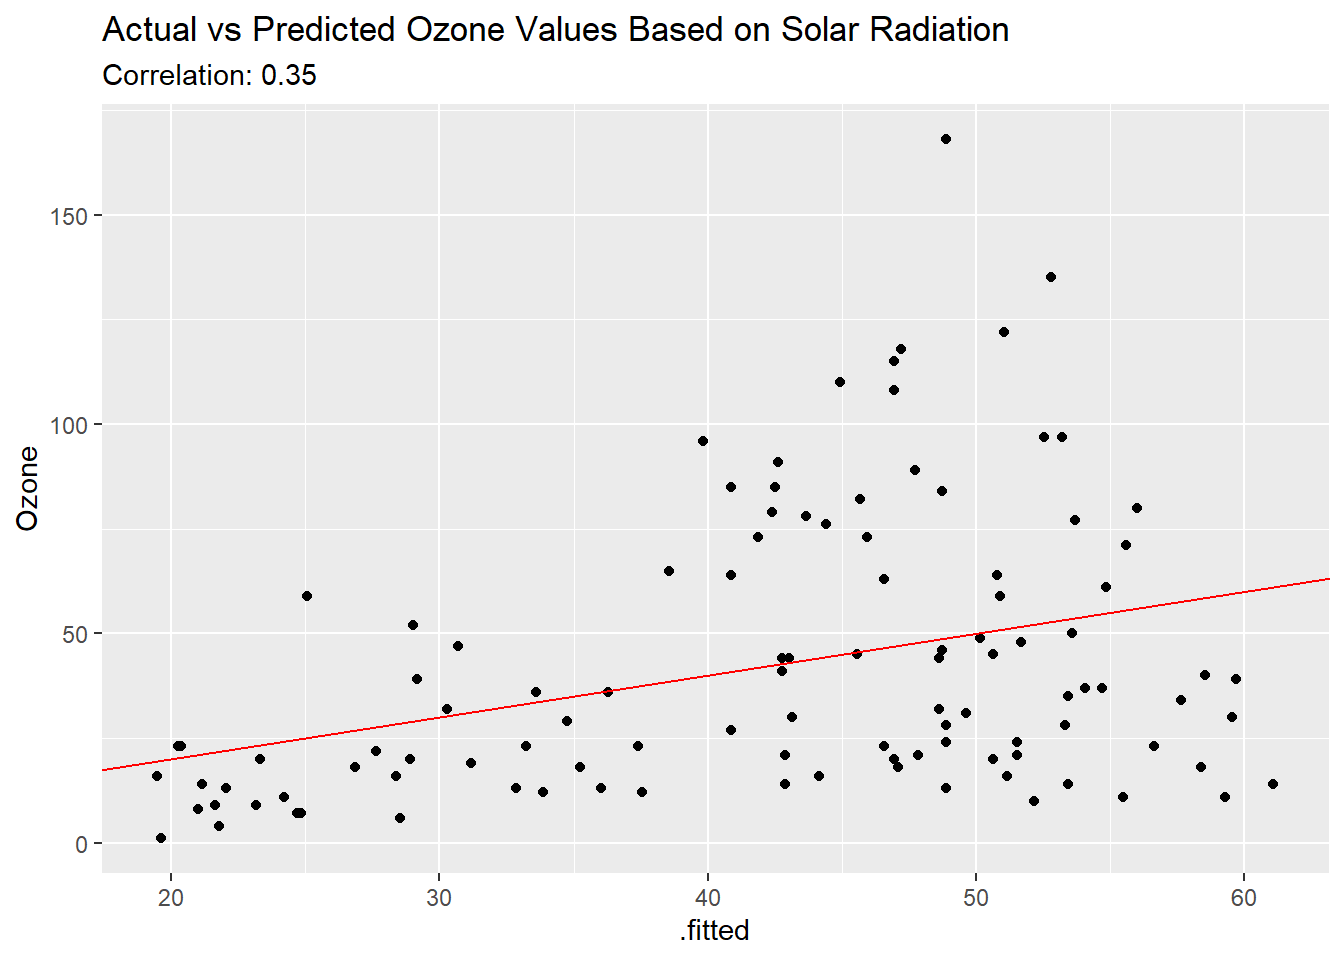 Actual vs Predicted Ozone Values Based on Solar Radiation
Correlation: 0.35
150
100
50
0
Ozone
20 30 40 50 60
.fitted